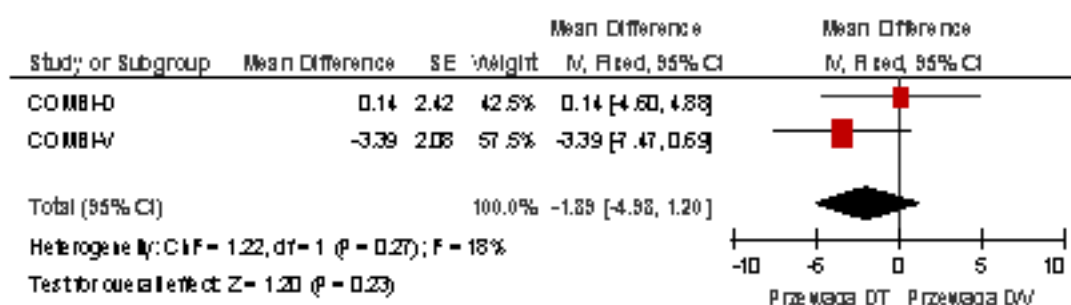 Mean Difference Mean Difference
Study or Subgroup Mean Difference SE Weight IV, Fixed, 95% CI IV, Fixed, 95% CI
COMBI-D 0.14 2.42 42.5% 0.14 [-4.60, 4.88]
COMBI-V -3.39 2.08 57.5% -3.39 [-7.47, 0.69]
Total (95% CI) 100.0% -1.89 [-4.98, 1.20]
Heterogeneity: Chi² = 1.22, df = 1 (P = 0.27); I² = 18%
Test for overall effect: Z = 1.20 (P = 0.23)
-10 -5 0 5 10
Przewaga DT Przewaga D/V